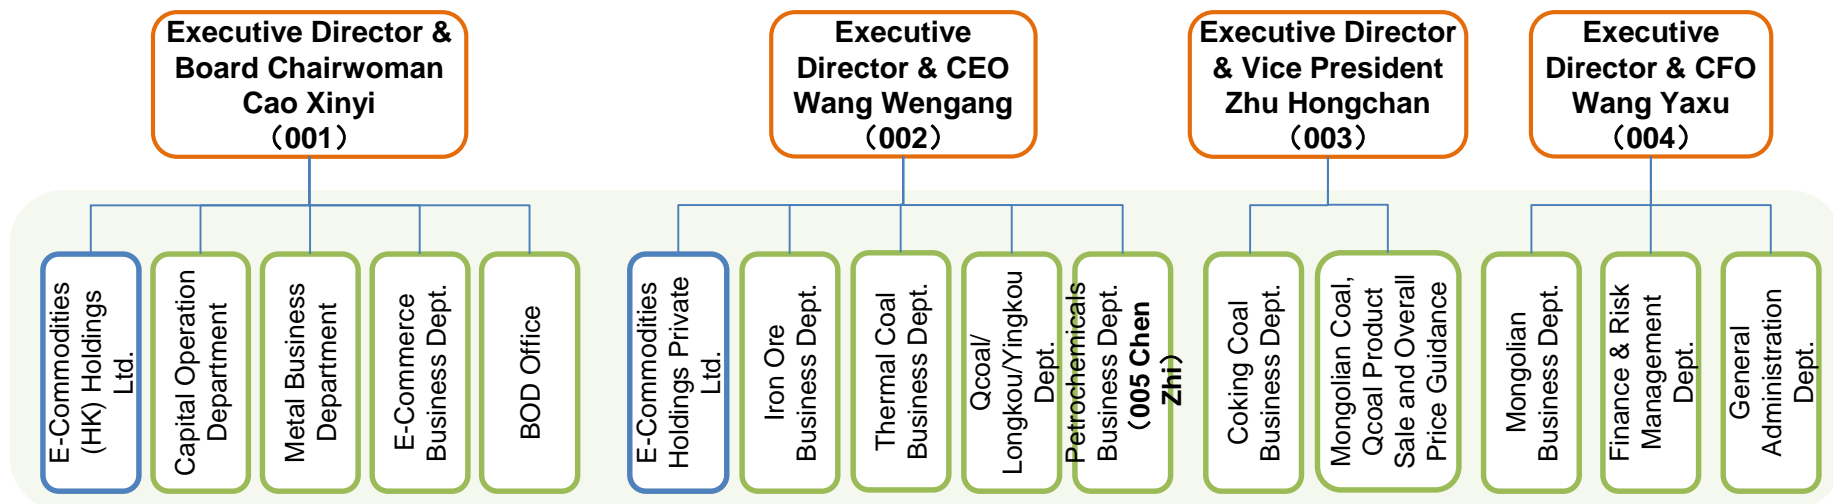 Executive Director &
Board Chairwoman
Cao Xinyi
（001）
Executive
Director & CEO
Wang Wengang
（002）
Executive Director
& Vice President
Zhu Hongchan
（003）
Executive
Director & CFO
Wang Yaxu
（004）
E-Commodities
(HK) Holdings
Ltd.
Capital Operation
Department
Metal Business
Department
E-Commerce
Business Dept.
BOD Office
E-Commodities
Holdings Private
Ltd.
Iron Ore
Business Dept.
Thermal Coal
Business Dept.
Qcoal/
Longkou/Yingkou
Dept.
Petrochemicals
Business Dept.
（005 Chen
Zhi）
Coking Coal
Business Dept.
Mongolian Coal,
Qcoal Product
Sale and Overall
Price Guidance
Mongolian
Business Dept.
Finance & Risk
Management
Dept.
General
Administration
Dept.